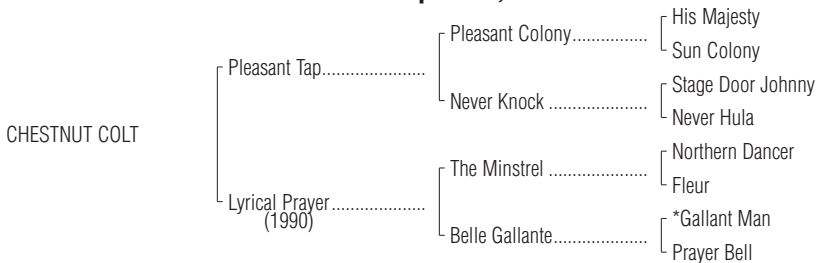 His Majesty
Pleasant Colony................
Sun Colony
Pleasant Tap......................
Stage Door Johnny
Never Knock .....................
Never Hula
CHESTNUT COLT
Northern Dancer
The Minstrel ......................
Fleur
Lyrical Prayer....................
(1990)
*Gallant Man
Belle Gallante....................
Prayer Bell